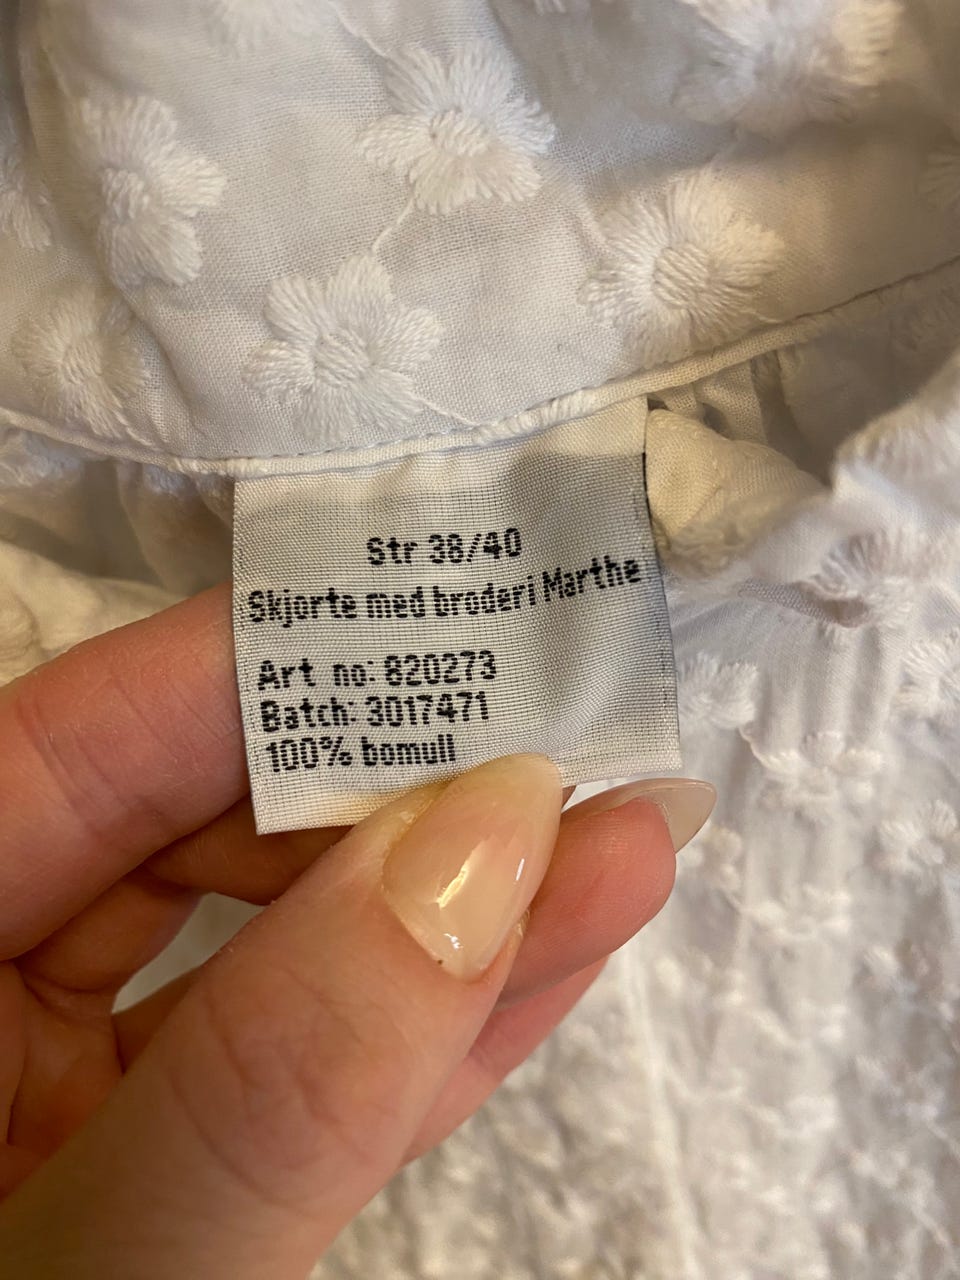 Str 38/40
Skjorte med broderi Marthe
Art no: 820273
Batch: 3017471
100% bomull